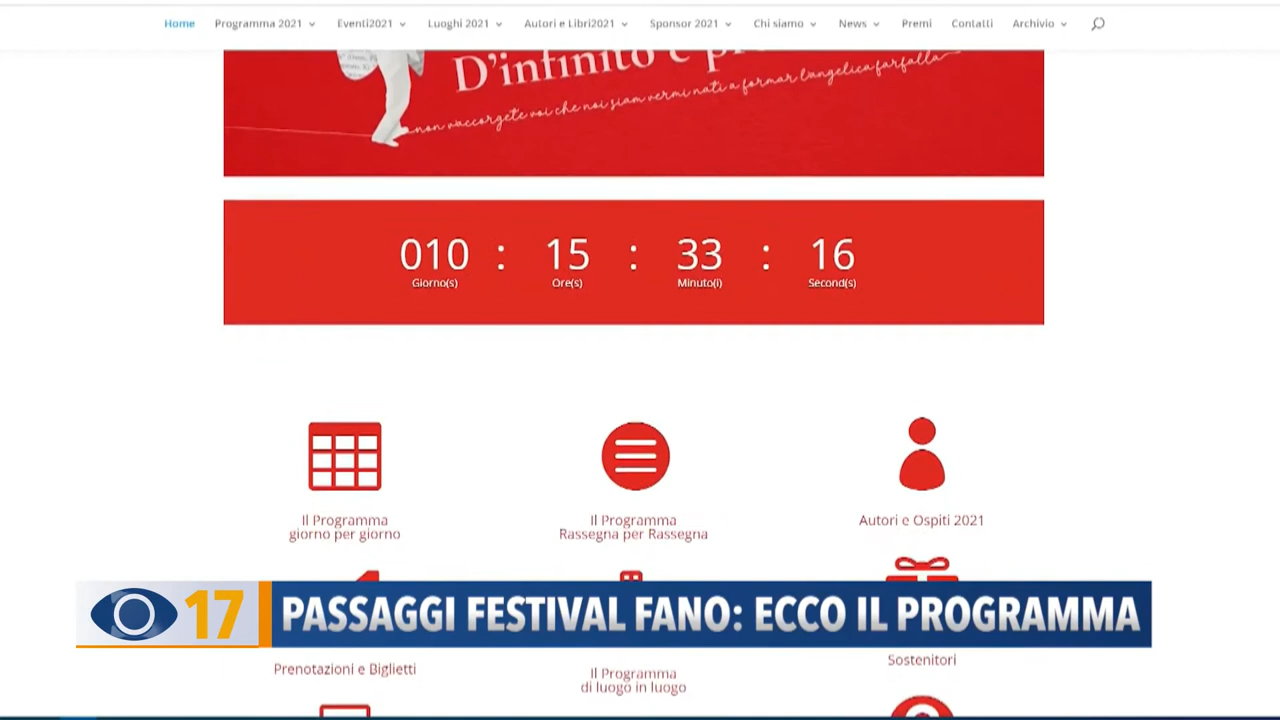 Home Programma 2021 Eventi2021 Luoghi 2021 Autori e Libri2021 Sponsor 2021 Chi siamo News Premi Contatti Archivio
D'infinito e
non v'accorgete voi che noi siam vermi nati a formar l'angelica farfalla
010 : 15 : 33 : 16
Giorno(s) Ore(s) Minuto(i) Second(s)
Il Programma
giorno per giorno
Il Programma
Rassegna per Rassegna
Autori e Ospiti 2021
17 PASSAGGI FESTIVAL FANO: ECCO IL PROGRAMMA
Prenotazioni e Biglietti
Il Programma
di luogo in luogo
Sostenitori